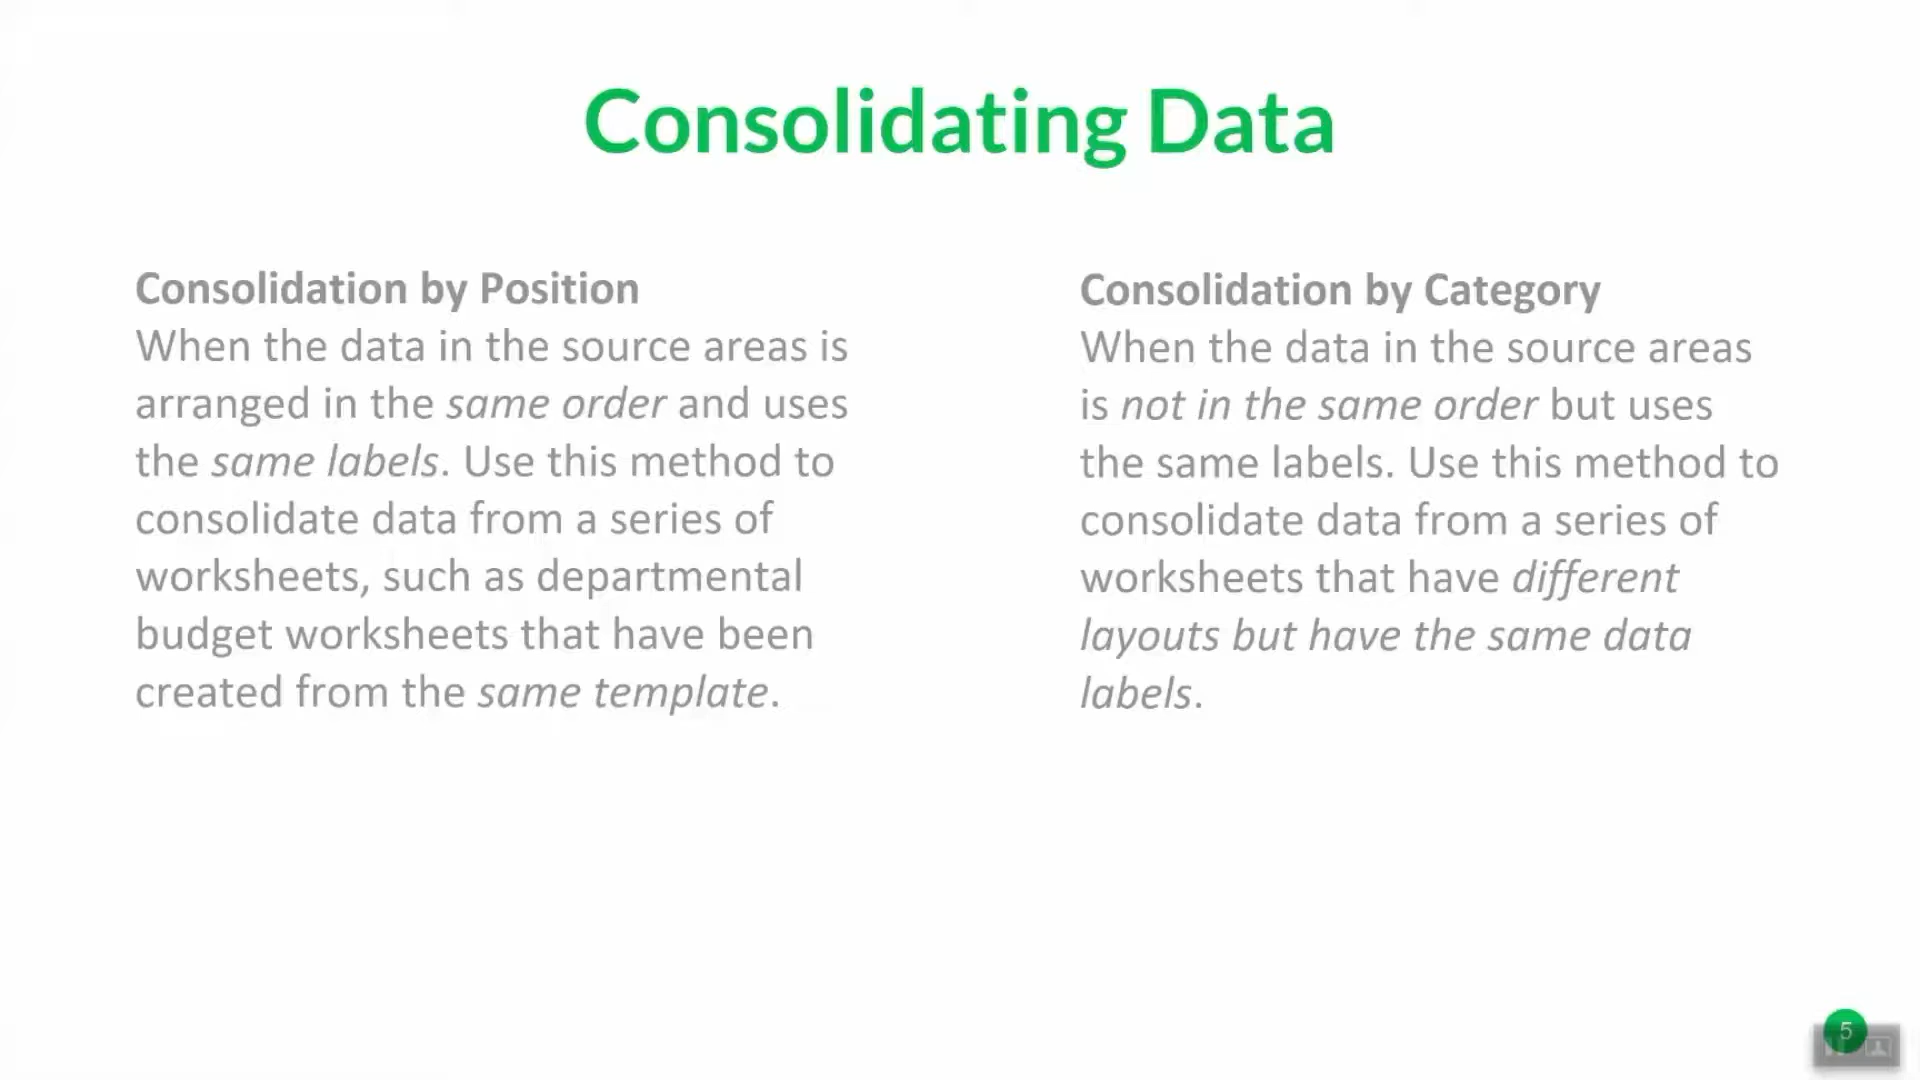 Consolidating Data
Consolidation by Position
When the data in the source areas is
arranged in the same order and uses
the same labels. Use this method to
consolidate data from a series of
worksheets, such as departmental
budget worksheets that have been
created from the same template.
Consolidation by Category
When the data in the source areas
is not in the same order but uses
the same labels. Use this method to
consolidate data from a series of
worksheets that have different
layouts but have the same data
labels.
5